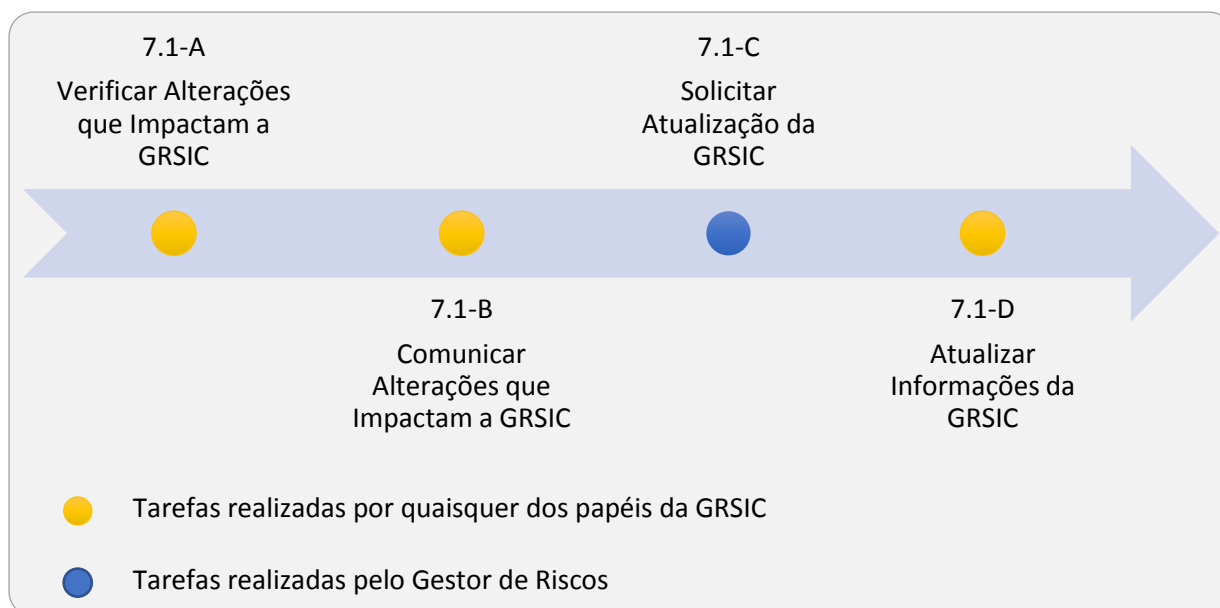 7.1-A
Verificar Alterações
que Impactam a
GRSIC
7.1-B
Comunicar
Alterações que
Impactam a GRSIC
7.1-C
Solicitar
Atualização da
GRSIC
7.1-D
Atualizar
Informações da
GRSIC
Tarefas realizadas por quaisquer dos papéis da GRSIC
Tarefas realizadas pelo Gestor de Riscos